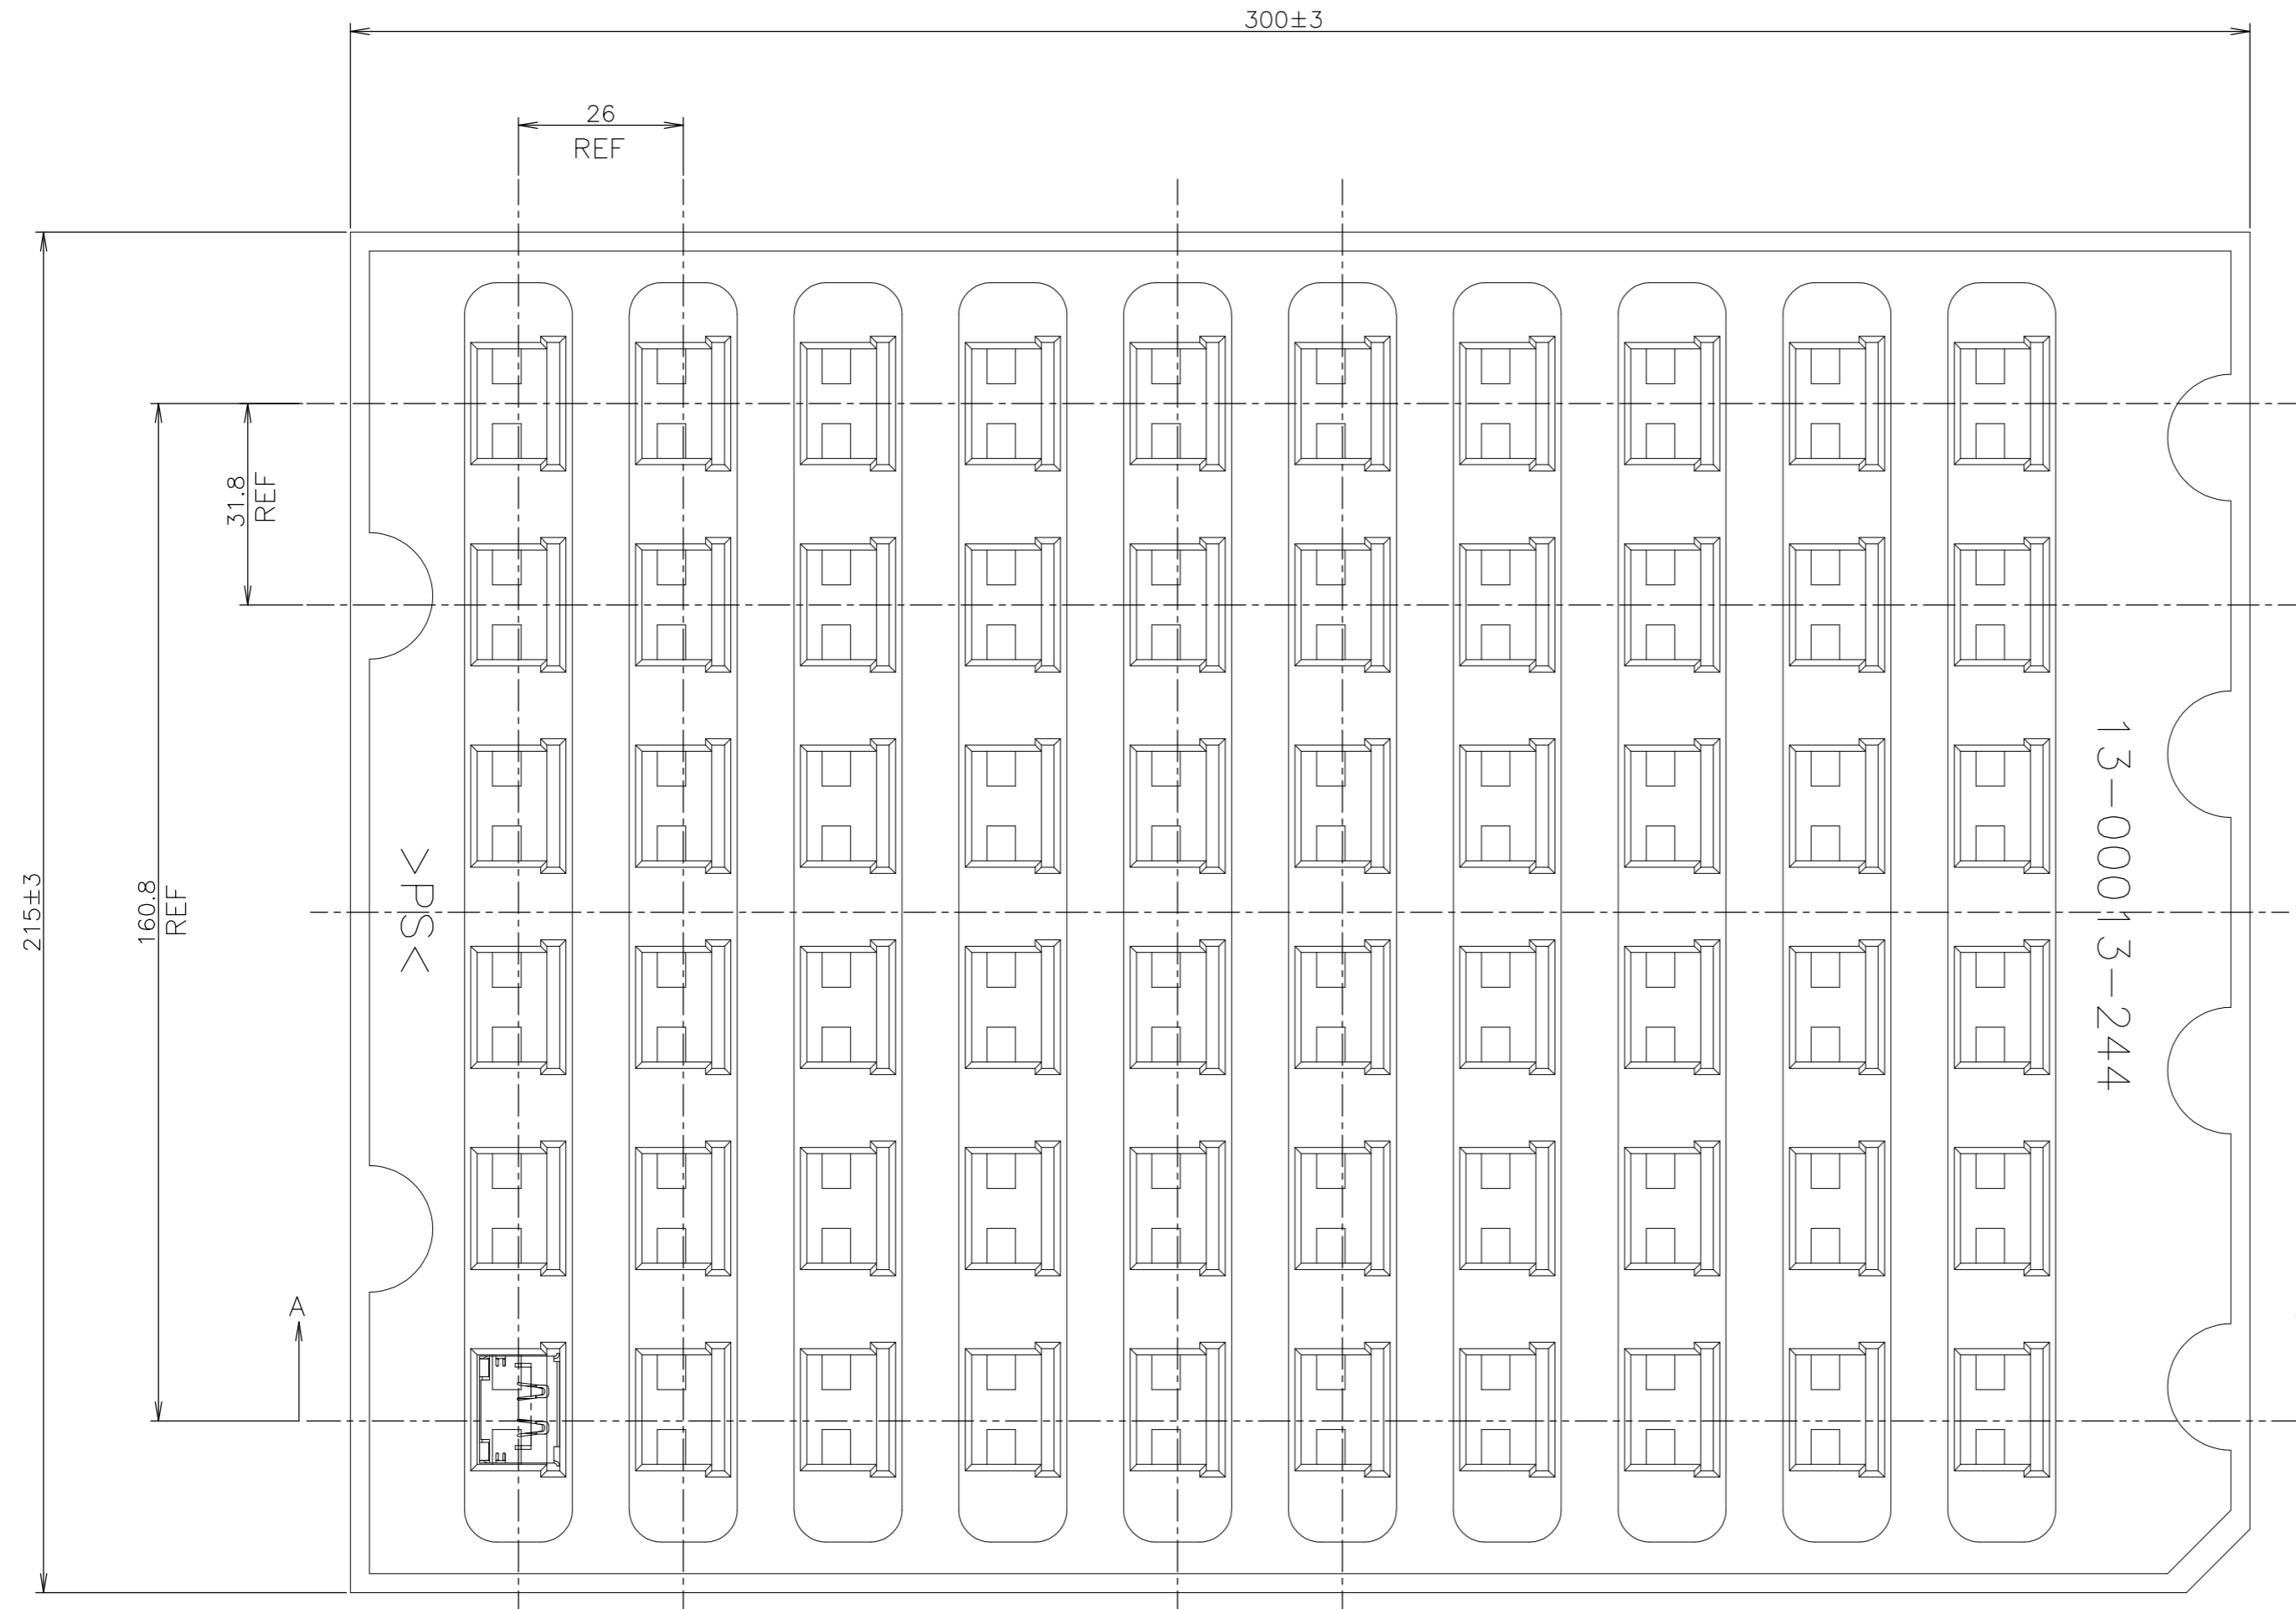 300±3
26
REF
31.8
REF
215±3
160.8
REF
>PS<
13-00013-244
A